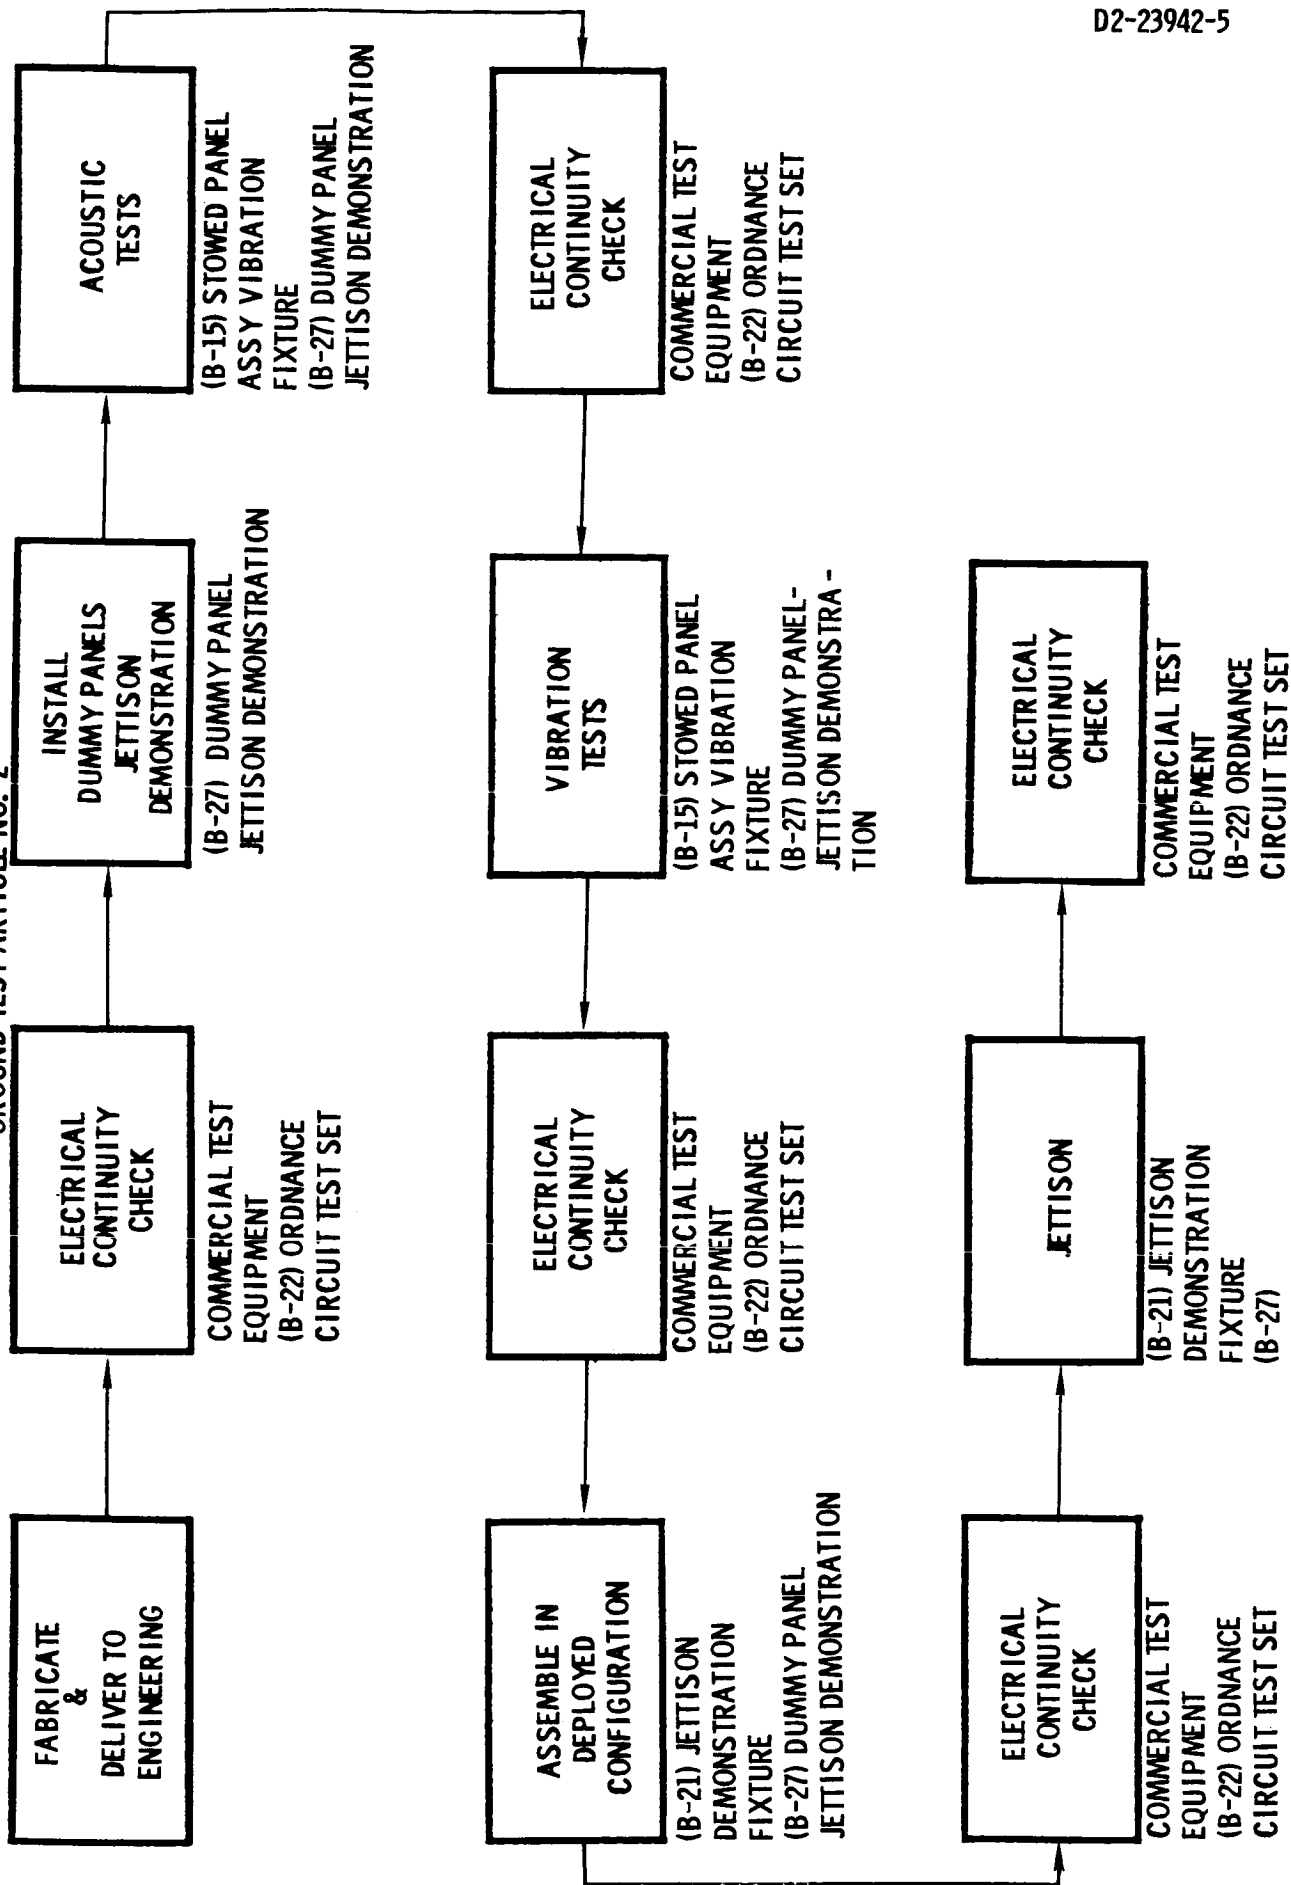 D2-23942-5
GROUND TEST ARTICLE NO. 2
FABRICATE
&
DELIVER TO
ENGINEERING
ELECTRICAL
CONTINUITY
CHECK
COMMERCIAL TEST
EQUIPMENT
(B-22) ORDNANCE
CIRCUIT TEST SET
INSTALL
DUMMY PANELS
JETTISON
DEMONSTRATION
(B-27) DUMMY PANEL
JETTISON DEMONSTRATION
ACOUSTIC
TESTS
(B-15) STOWED PANEL
ASSY VIBRATION
FIXTURE
(B-27) DUMMY PANEL
JETTISON DEMONSTRATION
ELECTRICAL
CONTINUITY
CHECK
COMMERCIAL TEST
EQUIPMENT
(B-22) ORDNANCE
CIRCUIT TEST SET
VIBRATION
TESTS
(B-15) STOWED PANEL
ASSY VIBRATION
FIXTURE
(B-27) DUMMY PANEL-
JETTISON DEMONSTRA-
TION
ELECTRICAL
CONTINUITY
CHECK
COMMERCIAL TEST
EQUIPMENT
(B-22) ORDNANCE
CIRCUIT TEST SET
ASSEMBLE IN
DEPLOYED
CONFIGURATION
(B-21) JETTISON
DEMONSTRATION
FIXTURE
(B-27) DUMMY PANEL
JETTISON DEMONSTRATION
ELECTRICAL
CONTINUITY
CHECK
COMMERCIAL TEST
EQUIPMENT
(B-22) ORDNANCE
CIRCUIT TEST SET
JETTISON
(B-21) JETTISON
DEMONSTRATION
FIXTURE
(B-27)
ELECTRICAL
CONTINUITY
CHECK
COMMERCIAL TEST
EQUIPMENT
(B-22) ORDNANCE
CIRCUIT TEST SET